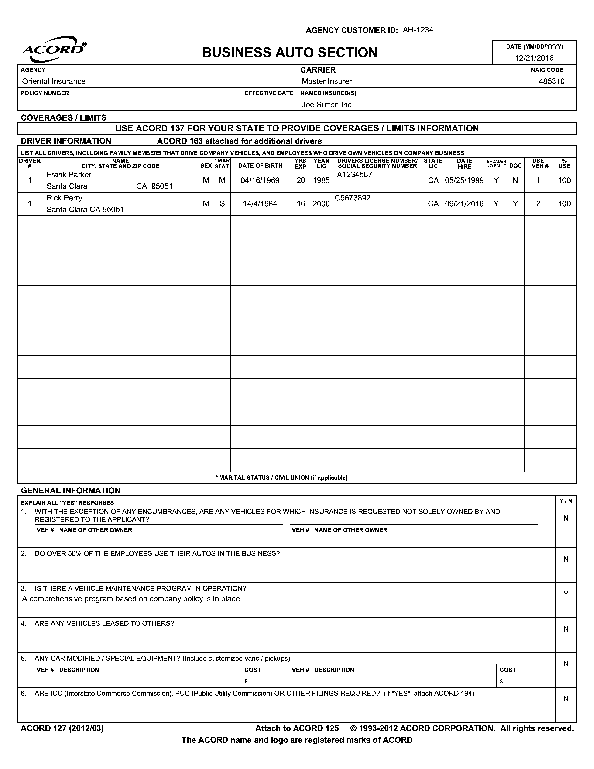 AGENCY CUSTOMER ID: AH-1234
ACORD
BUSINESS AUTO SECTION
DATE (MM/DD/YYYY)
12/21/2016
AGENCY
CARRIER
NAIC CODE
Oriental Insurance
Master Insurer
POLICY NUMBER
EFFECTIVE DATE
NAMED INSURED(S)
Inc
COVERAGES / LIMITS
USE ACORD 137 FOR YOUR STATE TO PROVIDE COVERAGES / LIMITS INFORMATION
DRIVER INFORMATION ACORD 163 attached for additional drivers
LIST ALL DRIVERS, INCLUDING FAMILY MEMBERS THAT DRIVE COMPANY VEHICLES, AND EMPLOYEES WHO DRIVE OWN VEHICLES ON COMPANY BUSINESS
DRIVER # NAME CITY, STATE AND ZIP CODE SEX * MAR STAT DATE OF BIRTH YRS EXP YEAR LIC DRIVERS LICENSE NUMBER/ SOCIAL SECURITY NUMBER STATE LIC DATE HIRE DOC USE VEH # % USE
1 Frank Parker M M 04/16/1969 20 1985 CA 05/25/1999 Y N 1 100
Santa Clara CA 95051
1 Rick Perry M S 14/4/1984 16 2000 CA 09/21/2016 Y Y 2 100
Santa Clara CA 95051
* MARITAL STATUS / CIVIL UNION (if applicable)
GENERAL INFORMATION
EXPLAIN ALL "YES" RESPONSES Y / N
1. WITH THE EXCEPTION OF ANY ENCUMBRANCES, ARE ANY VEHICLES FOR WHICH INSURANCE IS REQUESTED NOT SOLELY OWNED BY AND
REGISTERED TO THE APPLICANT? N
VEH # NAME OF OTHER OWNER VEH # NAME OF OTHER OWNER
2. DO OVER 50% OF THE EMPLOYEES USE THEIR AUTOS IN THE BUSINESS? N
3. IS THERE A VEHICLE MAINTENANCE PROGRAM IN OPERATION?
A comprehensive program based on company policy is in place
4. ARE ANY VEHICLES LEASED TO OTHERS? N
5. ANY CAR MODIFIED / SPECIAL EQUIPMENT? (Include customized vans / pickups) N
VEH # DESCRIPTION COST VEH # DESCRIPTION COST
$ $
6. ARE ICC (Interstate Commerce Commission), PUC (Public Utility Commission) OR OTHER FILINGS REQUIRED? (If "YES", attach ACORD 194) N
ACORD 127 (2012/03) Attach to ACORD 125 © 1993-2012 ACORD CORPORATION. All rights reserved.
The ACORD name and logo are registered marks of ACORD